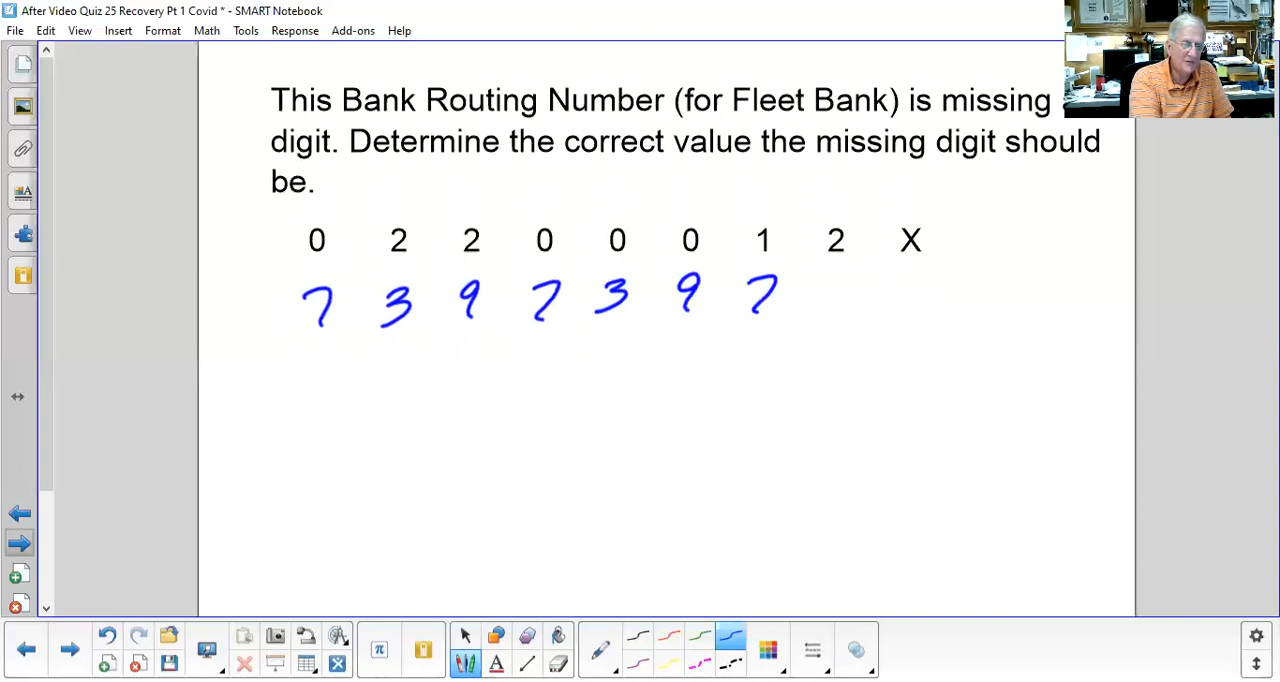 After Video Quiz 25 Recovery Pt 1 Covid * - SMART Notebook
File Edit View Insert Format Math Tools Response Add-ons Help
This Bank Routing Number (for Fleet Bank) is missing
digit. Determine the correct value the missing digit should
be.
0 2 2 0 0 0 1 2 X
7 3 9 7 3 9 7